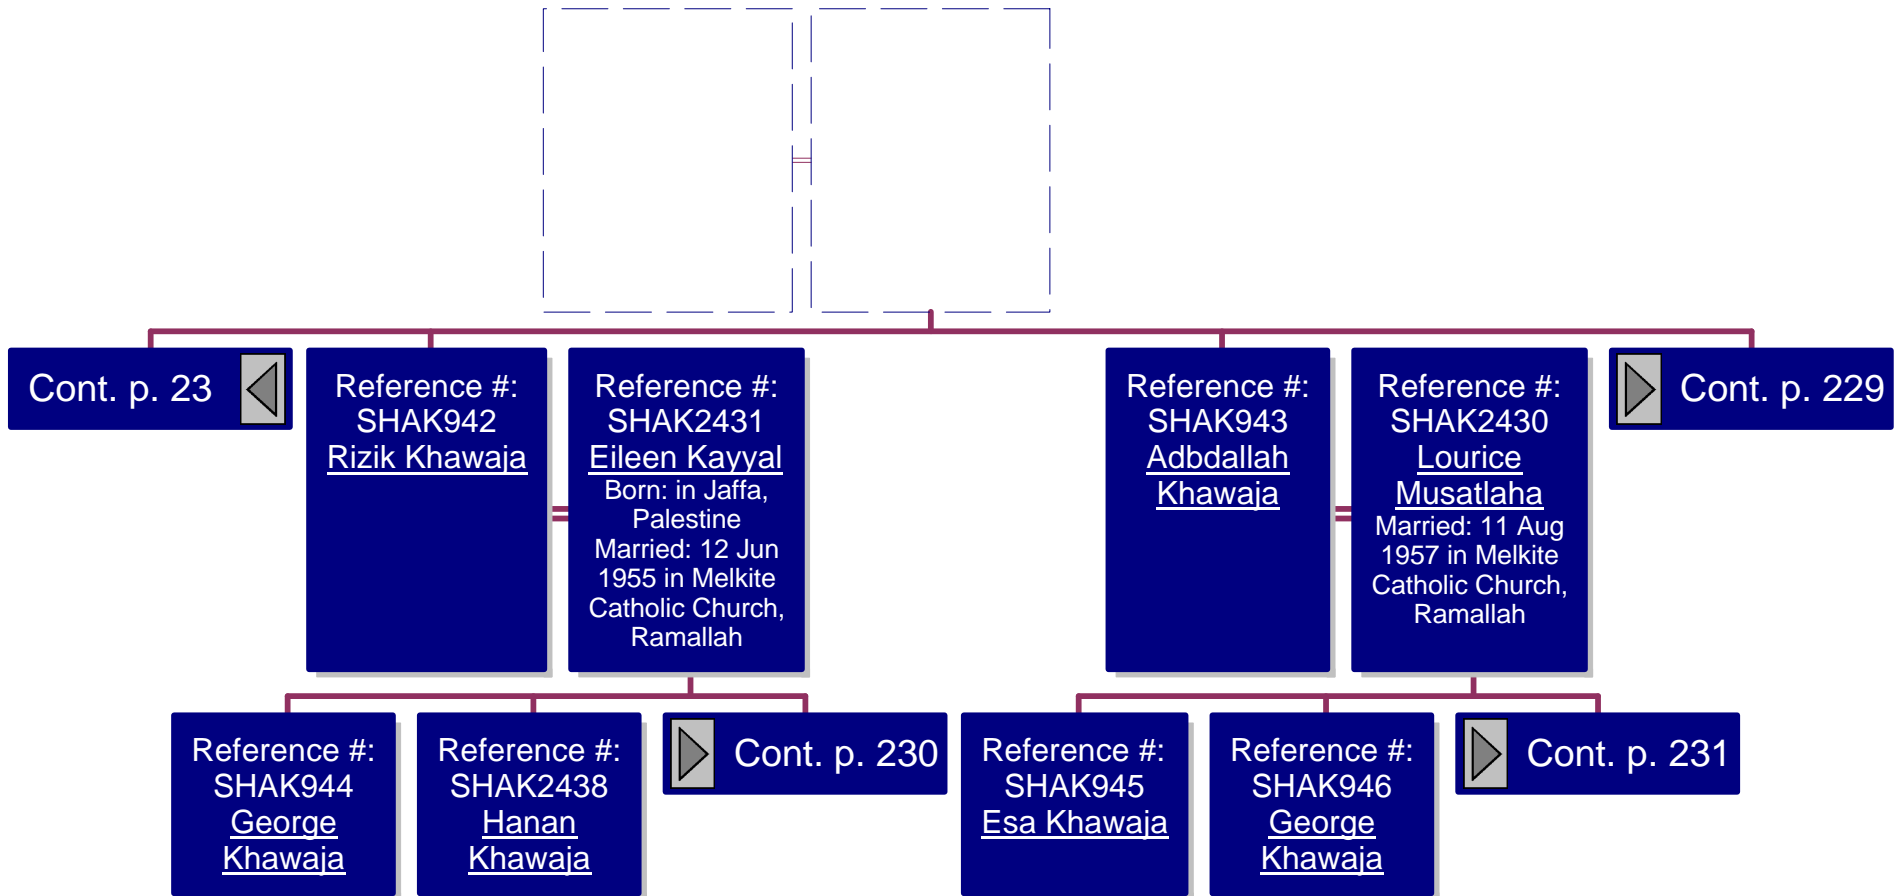 Cont. p. 23
Reference #:
SHAK942
Rizik Khawaja
Reference #:
SHAK2431
Eileen Kayyal
Born: in Jaffa,
Palestine
Married: 12 Jun
1955 in Melkite
Catholic Church,
Ramallah
Reference #:
SHAK943
Adbdallah
Khawaja
Reference #:
SHAK2430
Lourice
Musatlaha
Married: 11 Aug
1957 in Melkite
Catholic Church,
Ramallah
Cont. p. 229
Reference #:
SHAK944
George
Khawaja
Reference #:
SHAK2438
Hanan
Khawaja
Cont. p. 230
Reference #:
SHAK945
Esa Khawaja
Reference #:
SHAK946
George
Khawaja
Cont. p. 231